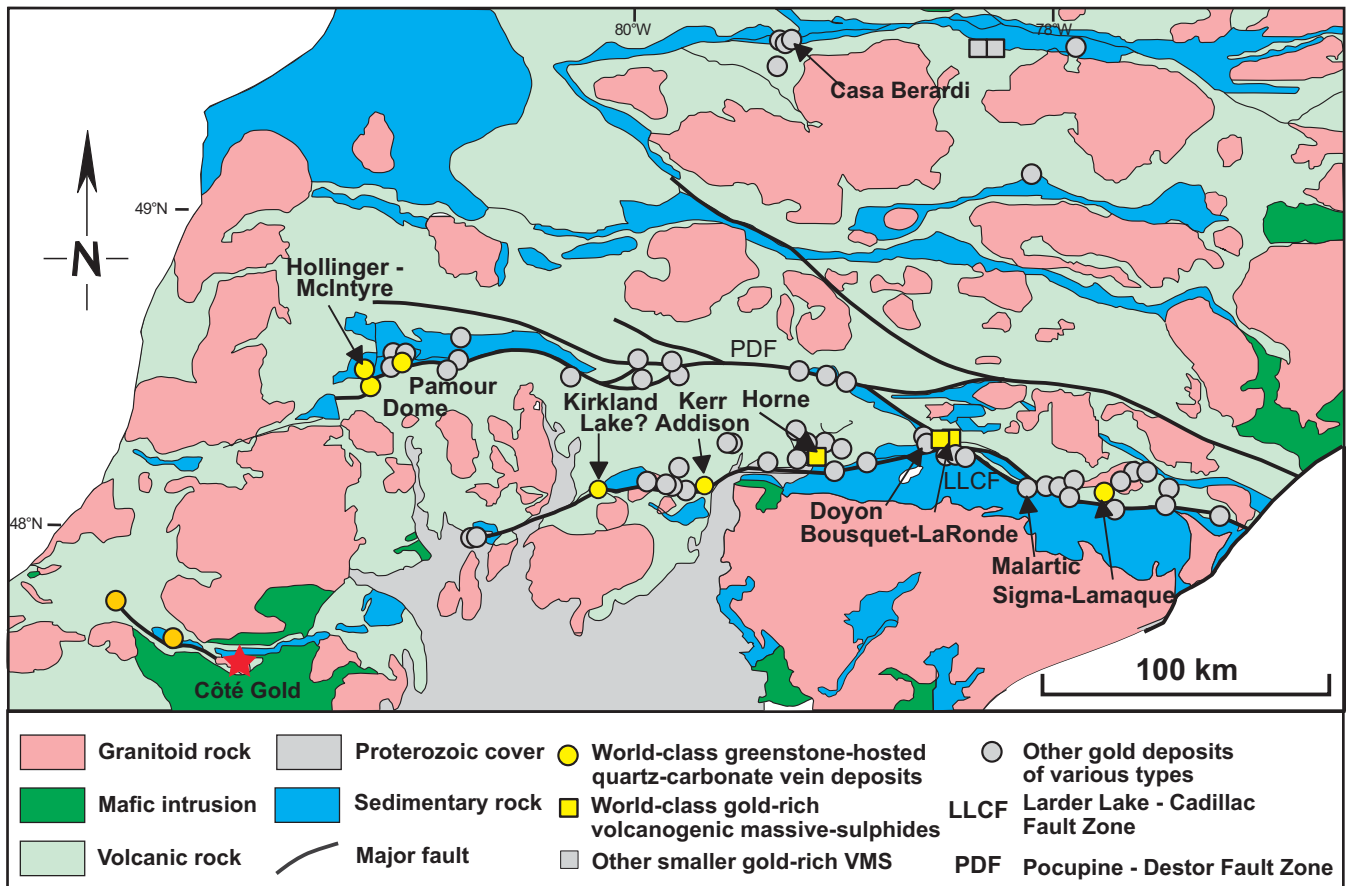 80°W
78°W
Casa Berardi
49°N
N
Hollinger -
McIntyre
PDF
Pamour
Dome
Kirkland
Lake?
Kerr
Addison
Horne
LLCF
Doyon
Bousquet-LaRonde
48°N
Malartic
Sigma-Lamaque
Côté Gold
100 km
Granitoid rock
Mafic intrusion
Volcanic rock
Proterozoic cover
Sedimentary rock
Major fault
World-class greenstone-hosted
quartz-carbonate vein deposits
World-class gold-rich
volcanogenic massive-sulphides
Other smaller gold-rich VMS
Other gold deposits
of various types
LLCF Larder Lake - Cadillac
Fault Zone
PDF Pocupine - Destor Fault Zone